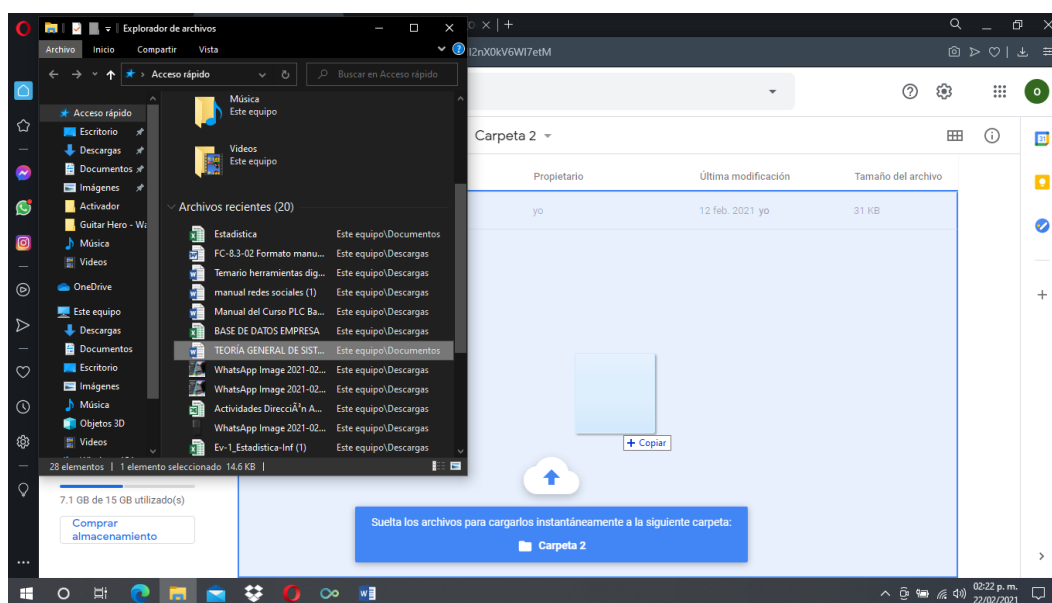 Explorador de archivos
Archivo Inicio Compartir Vista
I2nX0kV6WI7etM
Acceso rápido
Buscar en Acceso rápido
Acceso rápido
Escritorio
Descargas
Documentos
Imágenes
Activador
Guitar Hero - Wa
Música
Videos
OneDrive
Este equipo
Descargas
Documentos
Escritorio
Imágenes
Música
Objetos 3D
Videos
Música
Este equipo
Videos
Este equipo
Archivos recientes (20)
Estadistica Este equipo\Documentos
FC-8.3-02 Formato manu... Este equipo\Descargas
Temario herramientas dig... Este equipo\Descargas
manual redes sociales (1) Este equipo\Descargas
Manual del Curso PLC Ba... Este equipo\Descargas
BASE DE DATOS EMPRESA Este equipo\Descargas
TEORÍA GENERAL DE SIST... Este equipo\Documentos
WhatsApp Image 2021-02... Este equipo\Descargas
WhatsApp Image 2021-02... Este equipo\Descargas
Actividades DirecciÃ³n A... Este equipo\Descargas
WhatsApp Image 2021-02... Este equipo\Descargas
Ev-1_Estadistica-Inf (1) Este equipo\Descargas
28 elementos 1 elemento seleccionado 14.6 KB
Carpeta 2
Propietario Última modificación Tamaño del archivo
yo 12 feb. 2021 yo 31 KB
o
31
+ Copiar
7.1 GB de 15 GB utilizado(s)
Comprar
almacenamiento
Suelta los archivos para cargarlos instantáneamente a la siguiente carpeta:
Carpeta 2
02:22 p. m.
22/02/2021